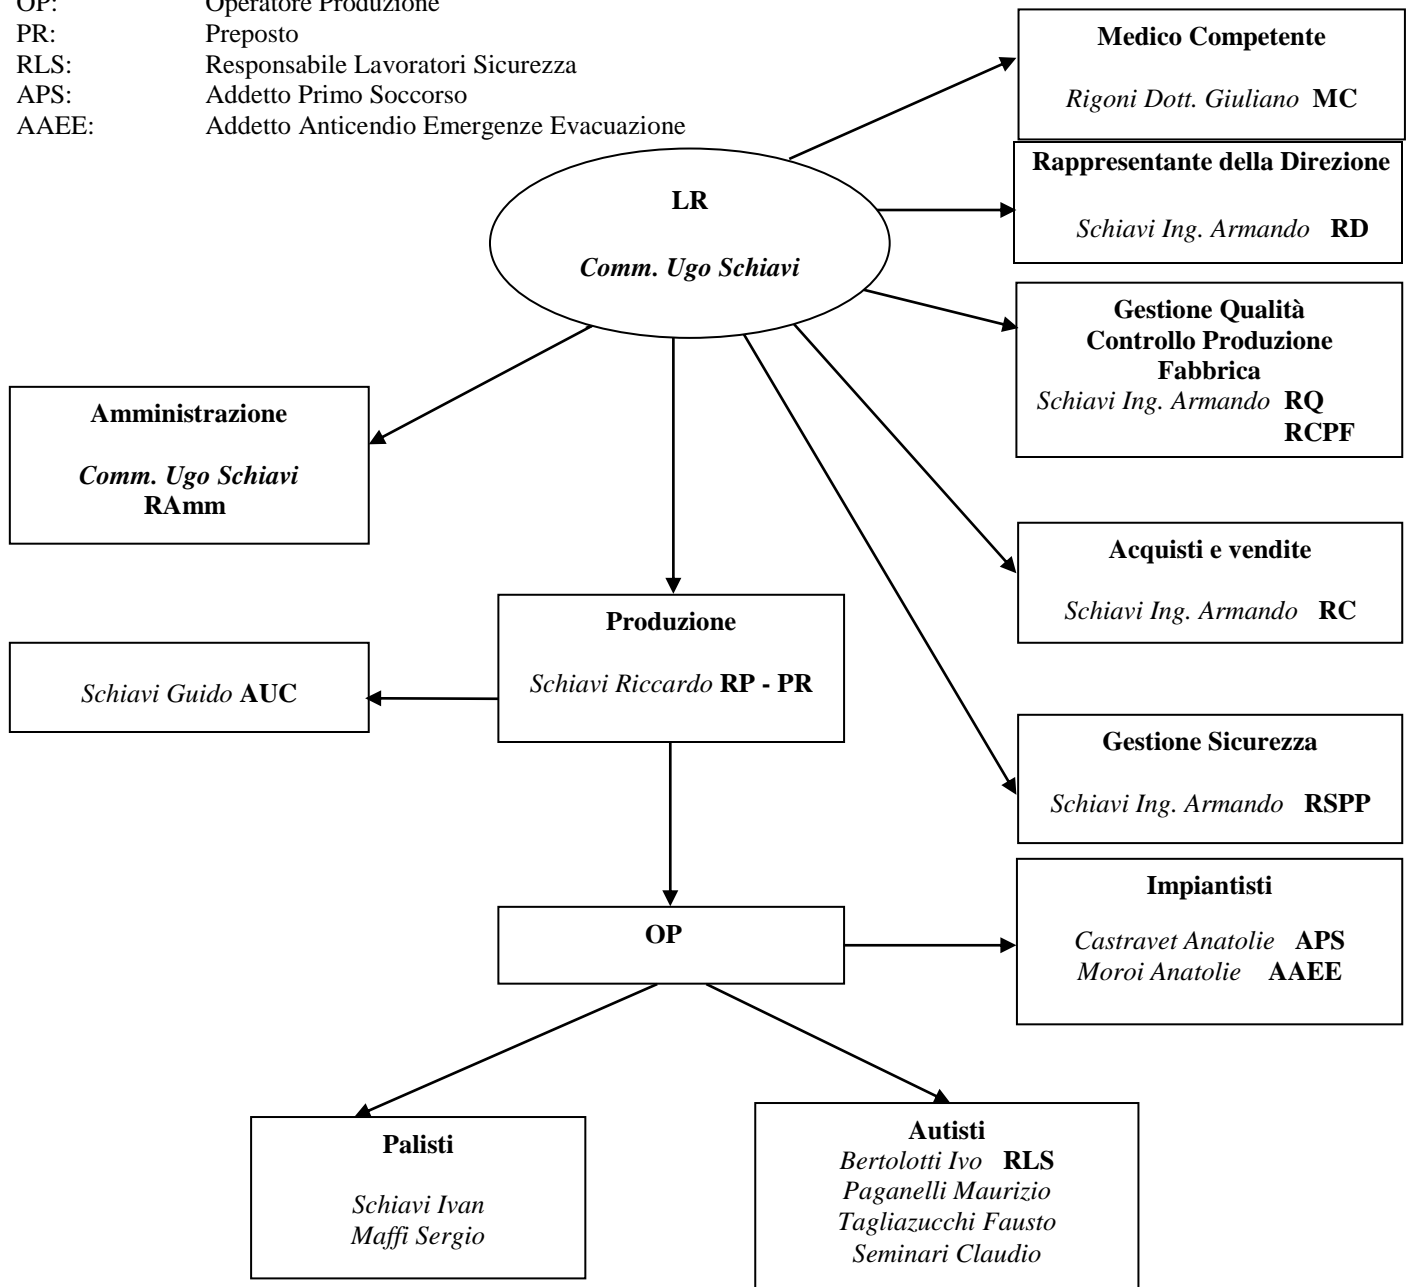 OP: Operatore Produzione
PR: Preposto
RLS: Responsabile Lavoratori Sicurezza
APS: Addetto Primo Soccorso
AAEE: Addetto Anticendio Emergenze Evacuazione
Medico Competente
Rigoni Dott. Giuliano MC
Rappresentante della Direzione
Schiavi Ing. Armando RD
LR
Comm. Ugo Schiavi
Gestione Qualità
Controllo Produzione
Fabbrica
Schiavi Ing. Armando RQ
RCPF
Amministrazione
Comm. Ugo Schiavi
RAmm
Acquisti e vendite
Schiavi Ing. Armando RC
Produzione
Schiavi Riccardo RP - PR
Schiavi Guido AUC
Gestione Sicurezza
Schiavi Ing. Armando RSPP
Impiantisti
Castravet Anatolie APS
Moroi Anatolie AAEE
OP
Palisti
Schiavi Ivan
Maffi Sergio
Autisti
Bertolotti Ivo RLS
Paganelli Maurizio
Tagliazucchi Fausto
Seminari Claudio